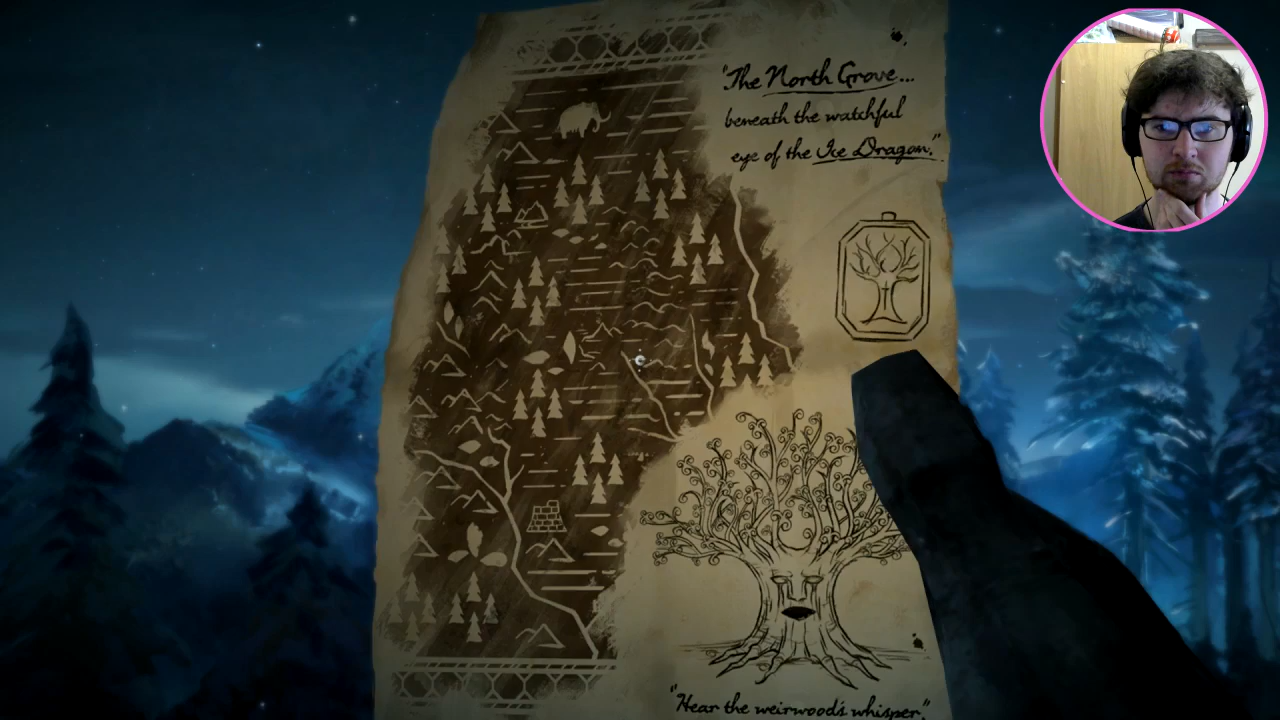 "The North Grove...
beneath the watchful
eye of the Ice Dragon."
"Hear the weirwood's whisper."